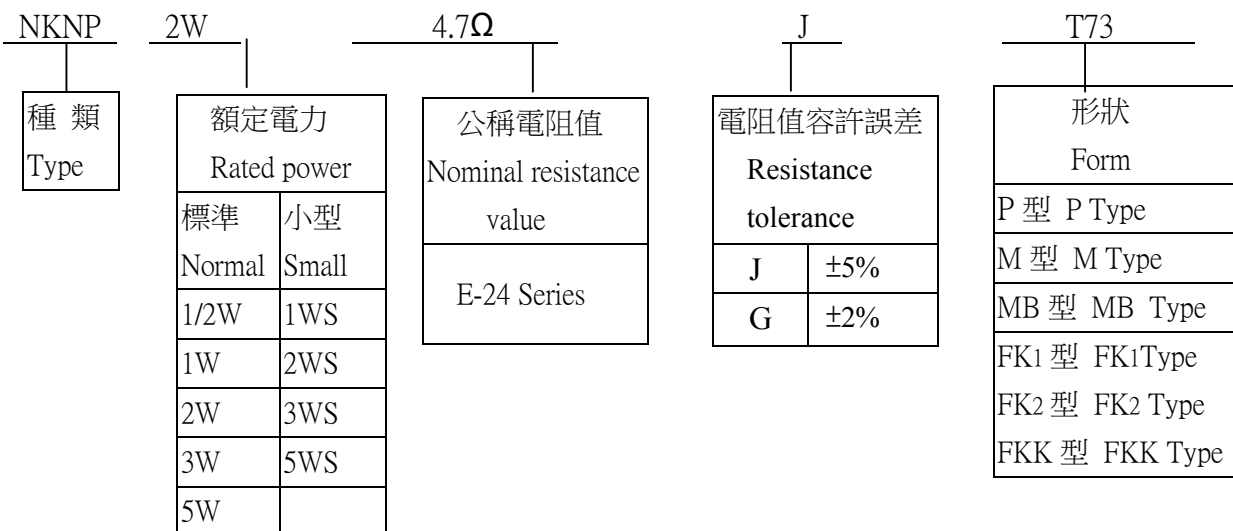 NKNP 2W 4.7Ω J T73
種 類
Type
額定電力
Rated power
標準 小型
Normal Small
1/2W 1WS
1W 2WS
2W 3WS
3W 5WS
5W
公稱電阻值
Nominal resistance
value
E-24 Series
電阻值容許誤差
Resistance
tolerance
J ±5%
G ±2%
形狀
Form
P 型 P Type
M 型 M Type
MB 型 MB Type
FK1 型 FK1Type
FK2 型 FK2 Type
FKK 型 FKK Type